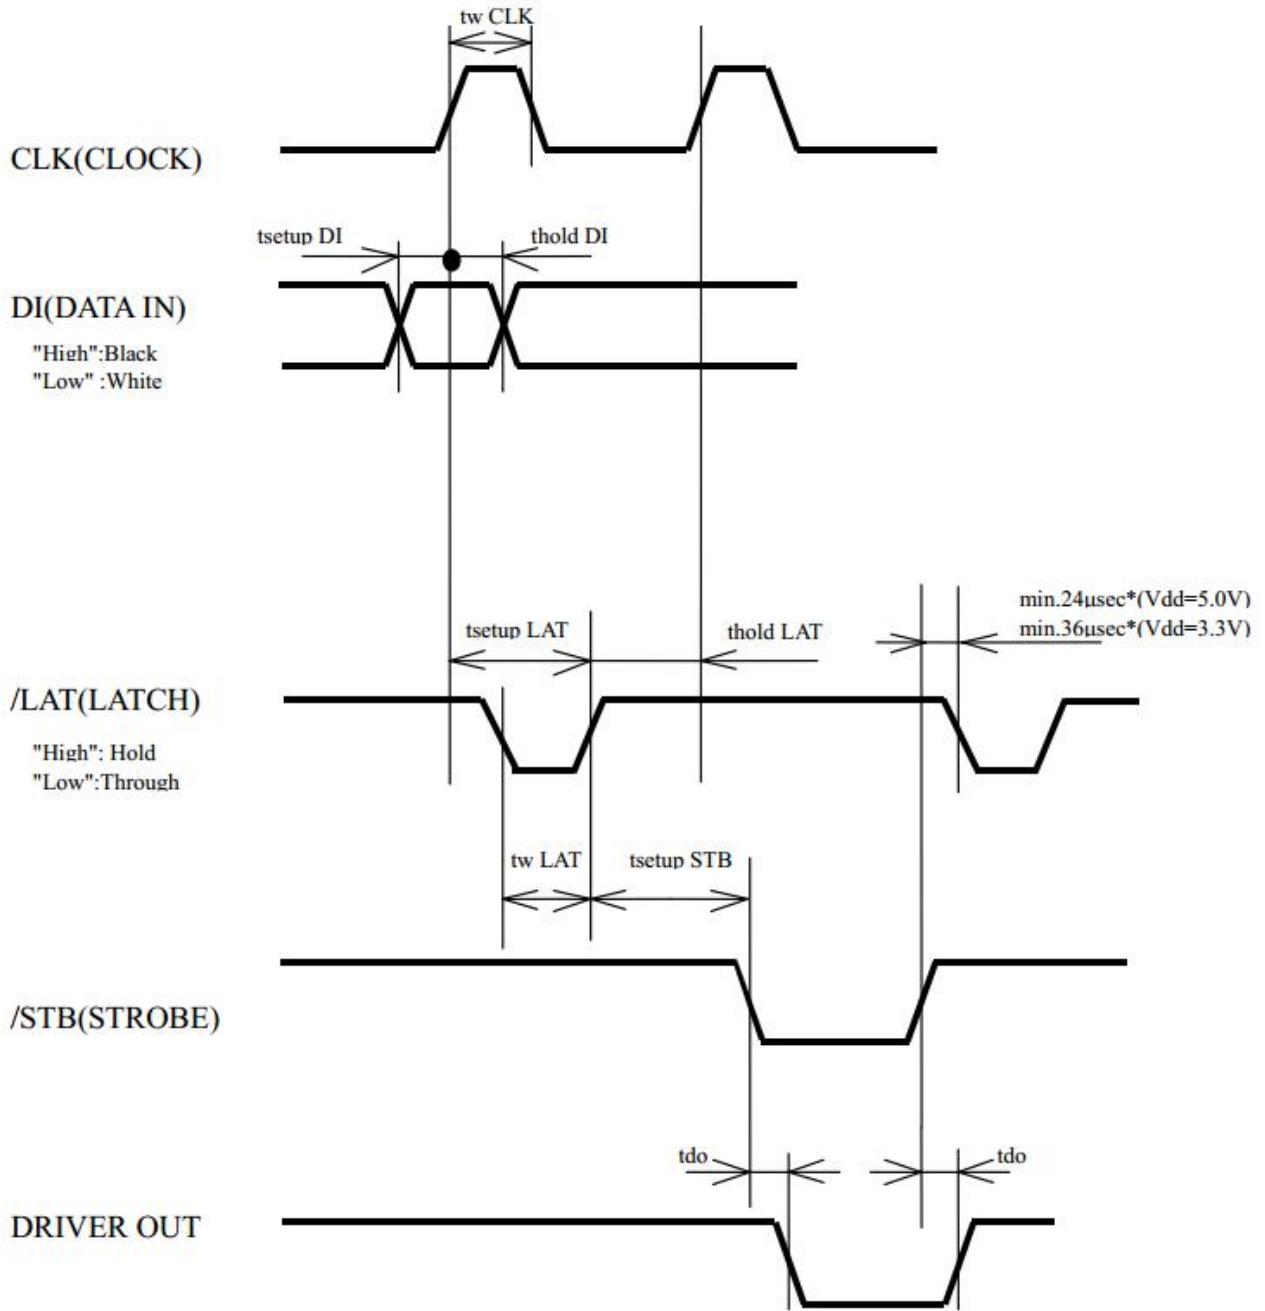 tw CLK
CLK(CLOCK)
tsetup DI
thold DI
DI(DATA IN)
"High":Black
"Low" :White
min.24μsec*(Vdd=5.0V)
min.36μsec*(Vdd=3.3V)
tsetup LAT
thold LAT
/LAT(LATCH)
"High": Hold
"Low":Through
tw LAT
tsetup STB
/STB(STROBE)
tdo
tdo
DRIVER OUT